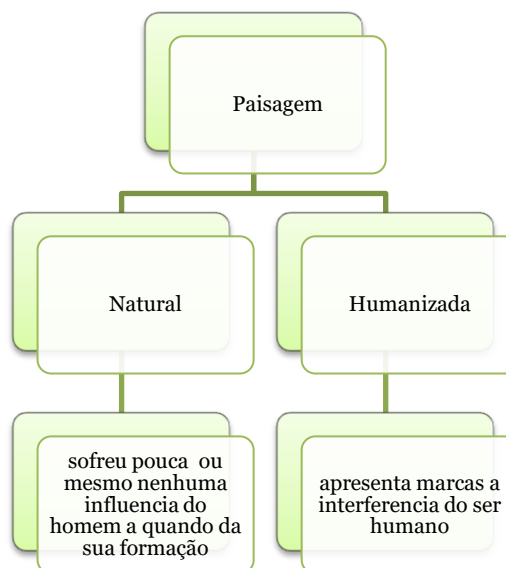 Paisagem
Natural
Humanizada
sofreu pouca ou
mesmo nenhuma
influencia do
homem a quando da
sua formação
apresenta marcas a
interferencia do ser
humano